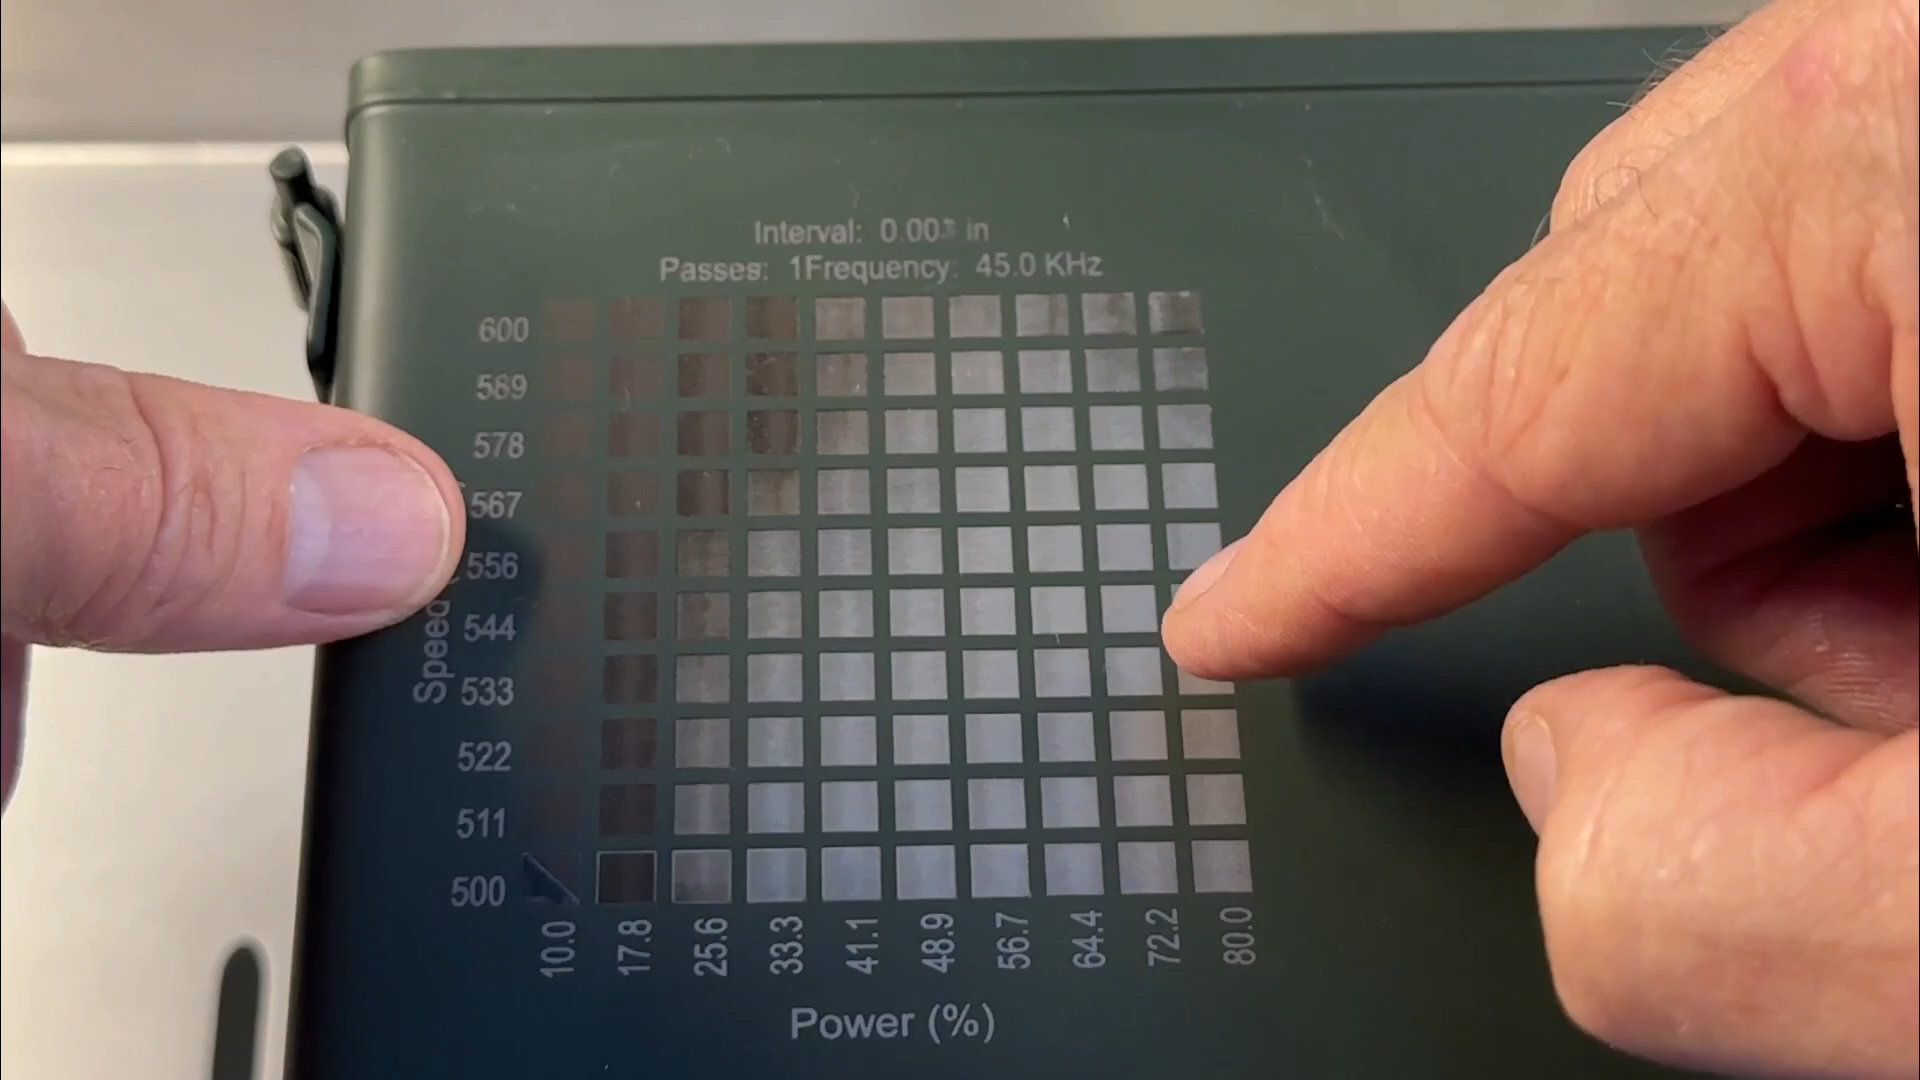 Interval: 0.003 in
Passes: 1Frequency: 45.0 KHz
600
589
578
567
556
544
533
522
511
500
Speed
10.0 17.8 25.6 33.3 41.1 48.9 56.7 64.4 72.2 80.0
Power (%)